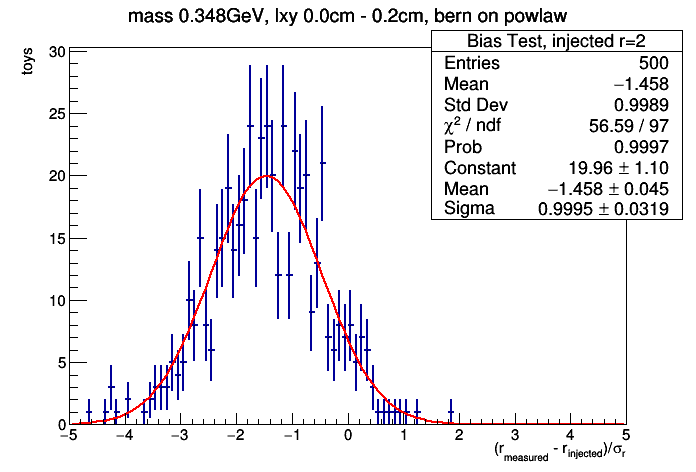 mass 0.348GeV, lxy 0.0cm - 0.2cm, bern on powlaw
toys
Bias Test, injected r=2
Entries 500
Mean −1.458
Std Dev 0.9989
χ² / ndf 56.59 / 97
Prob 0.9997
Constant 19.96 ± 1.10
Mean −1.458 ± 0.045
Sigma 0.9995 ± 0.0319
30
25
20
15
10
5
0
−5 −4 −3 −2 −1 0 1 2 3 4 5
(r_measured - r_injected)/σ_r